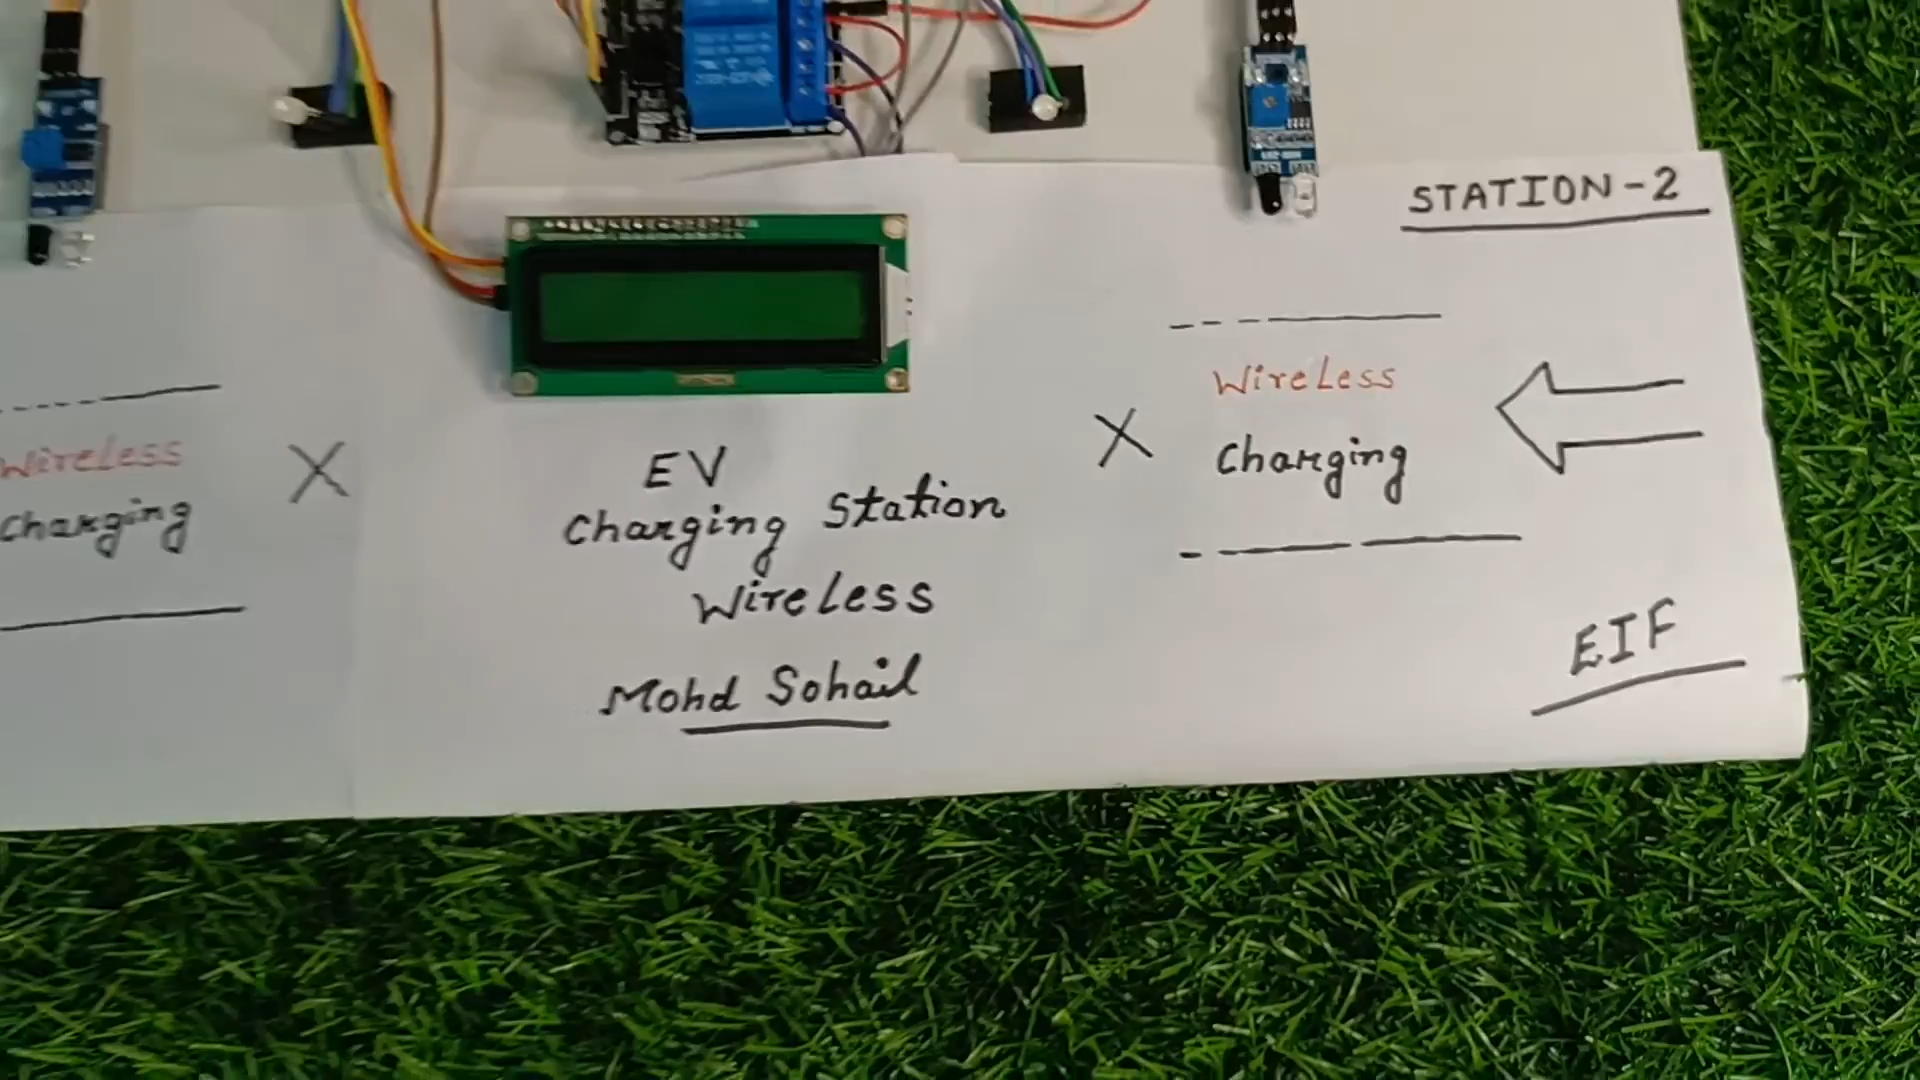 STATION-2
Wireless
Charging
X
EV
Charging Station
Wireless
Mohd Sohail
X
Wireless
Charging
EIF